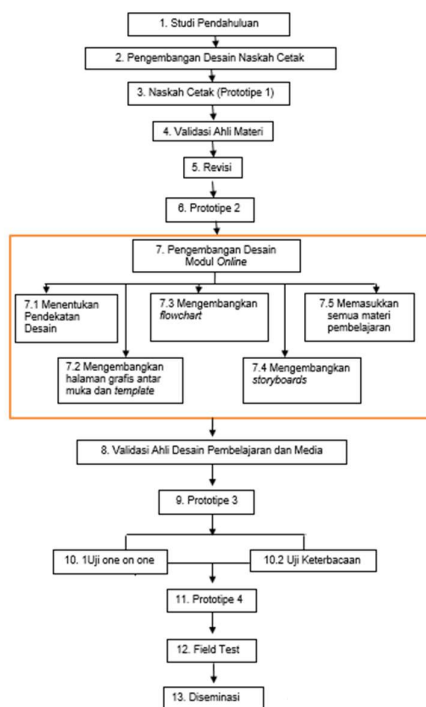 1. Studi Pendahuluan
2. Pengembangan Desain Naskah Cetak
3. Naskah Cetak (Prototipe 1)
4. Validasi Ahli Materi
5. Revisi
6. Prototipe 2
7. Pengembangan Desain
Modul Online
7.1 Menentukan
Pendekatan
Desain
7.2 Mengembangkan
halaman grafis antar
muka dan template
7.3 Mengembangkan
flowchart
7.4 Mengembangkan
storyboards
7.5 Memasukkan
semua materi
pembelajaran
8. Validasi Ahli Desain Pembelajaran dan Media
9. Prototipe 3
10. 1Uji one on one
10.2 Uji Keterbacaan
11. Prototipe 4
12. Field Test
13. Diseminasi